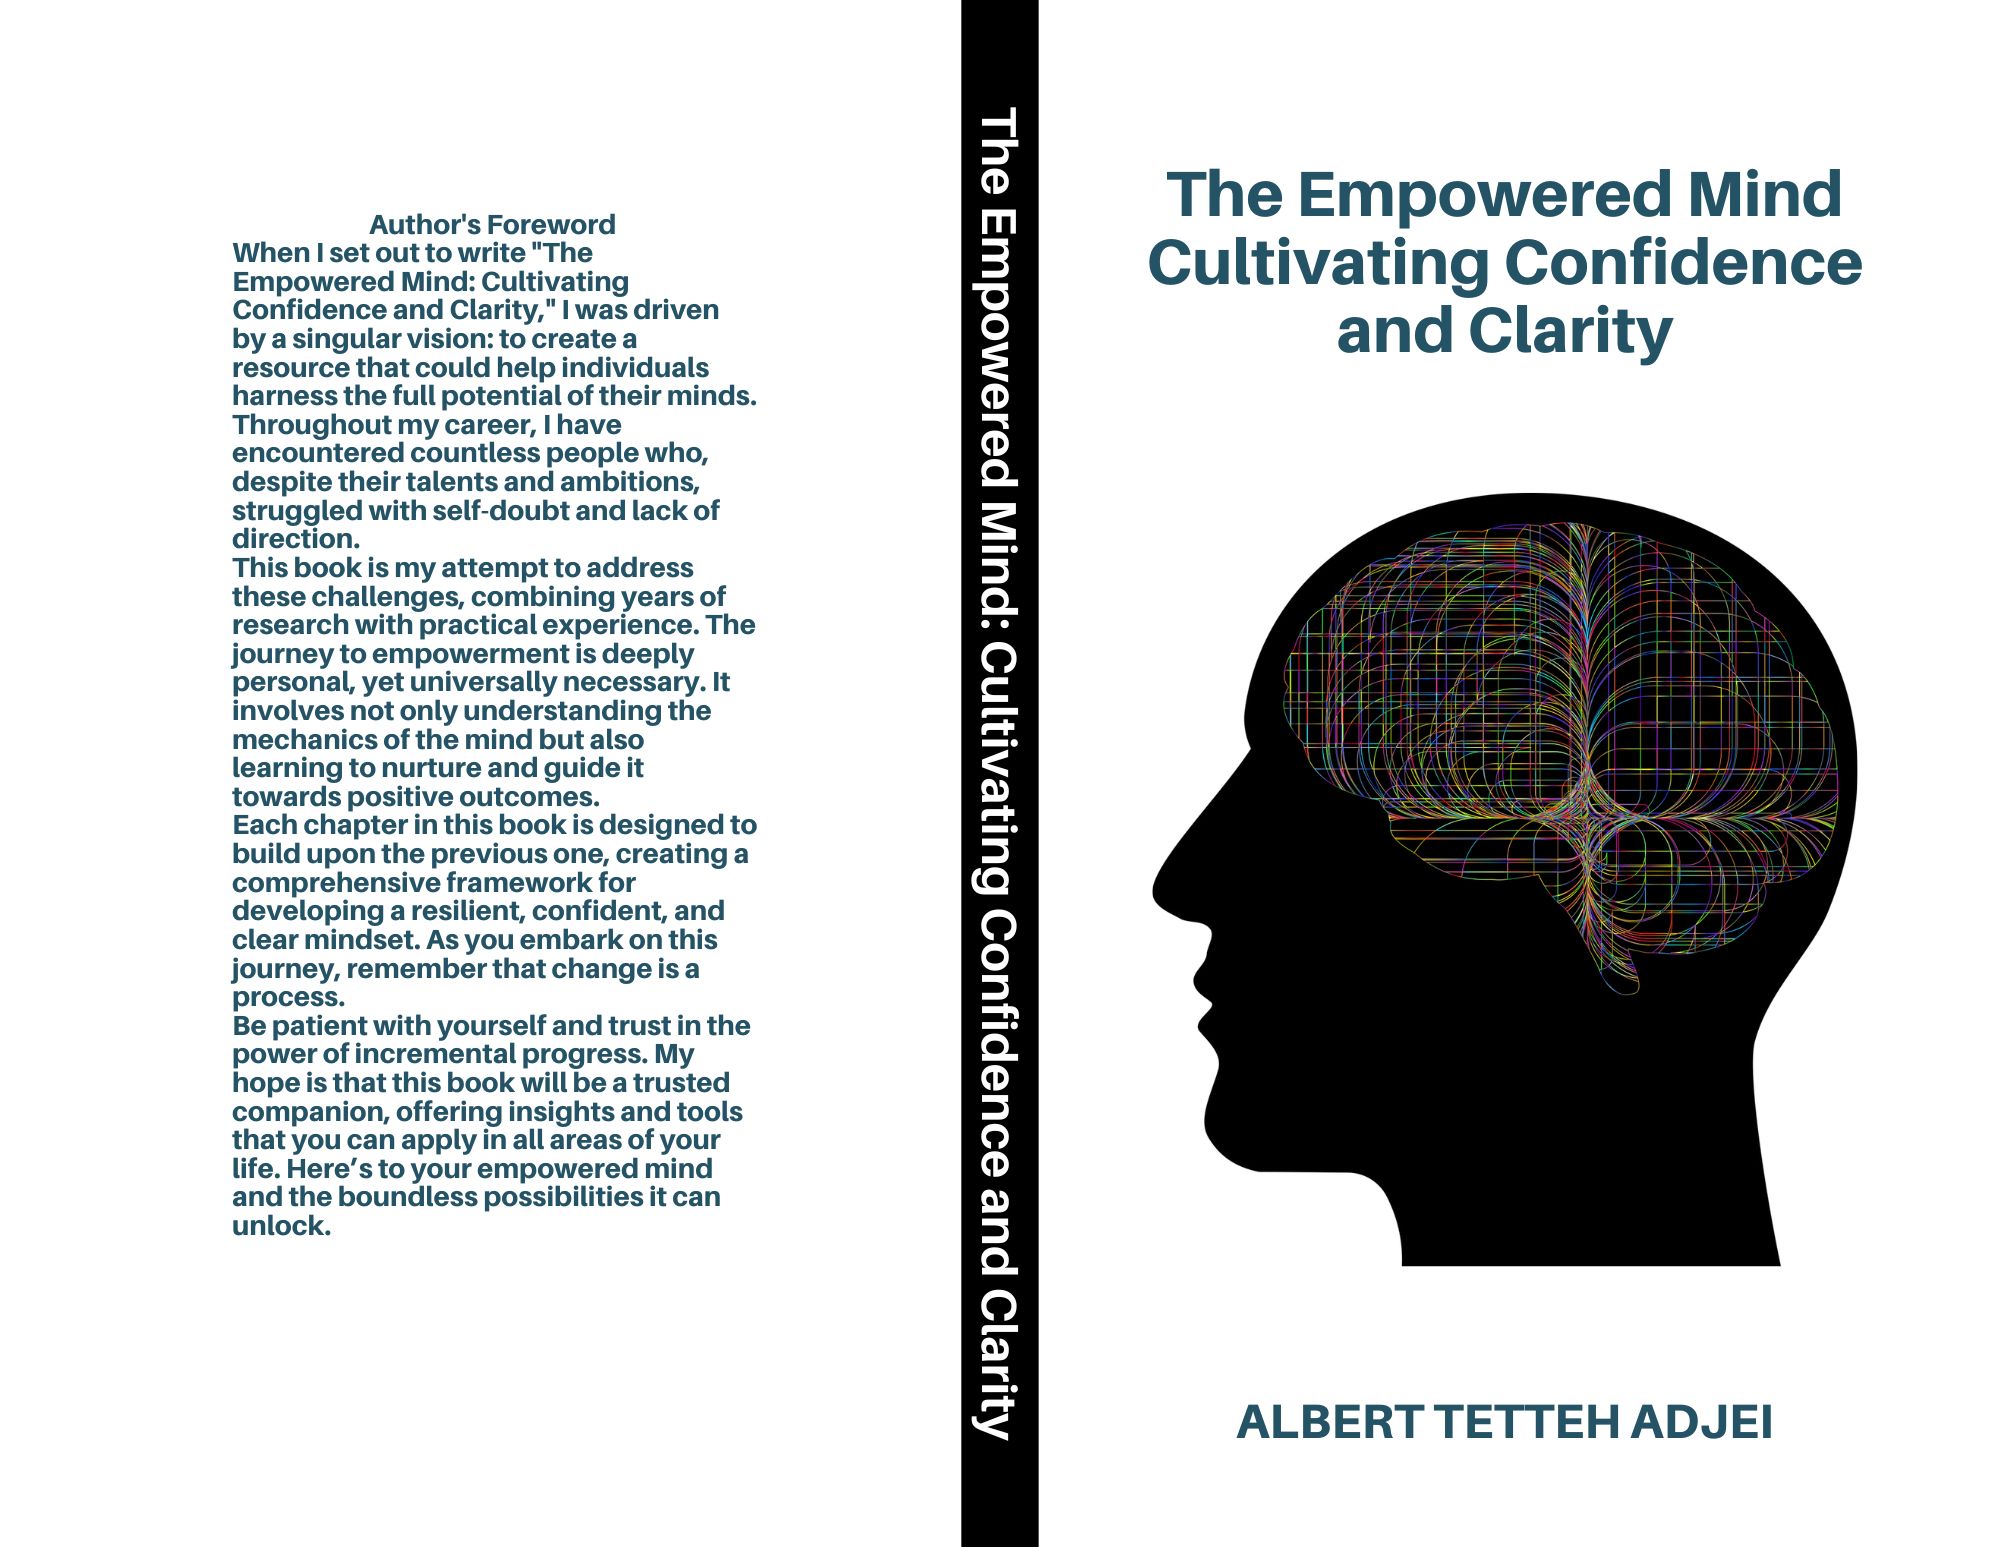 Author's Foreword
When I set out to write "The
Empowered Mind: Cultivating
Confidence and Clarity," I was driven
by a singular vision: to create a
resource that could help individuals
harness the full potential of their minds.
Throughout my career, I have
encountered countless people who,
despite their talents and ambitions,
struggled with self-doubt and lack of
direction.
This book is my attempt to address
these challenges, combining years of
research with practical experience. The
journey to empowerment is deeply
personal, yet universally necessary. It
involves not only understanding the
mechanics of the mind but also
learning to nurture and guide it
towards positive outcomes.
Each chapter in this book is designed to
build upon the previous one, creating a
comprehensive framework for
developing a resilient, confident, and
clear mindset. As you embark on this
journey, remember that change is a
process.
Be patient with yourself and trust in the
power of incremental progress. My
hope is that this book will be a trusted
companion, offering insights and tools
that you can apply in all areas of your
life. Here’s to your empowered mind
and the boundless possibilities it can
unlock.
The Empowered Mind: Cultivating Confidence and Clarity
The Empowered Mind
Cultivating Confidence
and Clarity
ALBERT TETTEH ADJEI